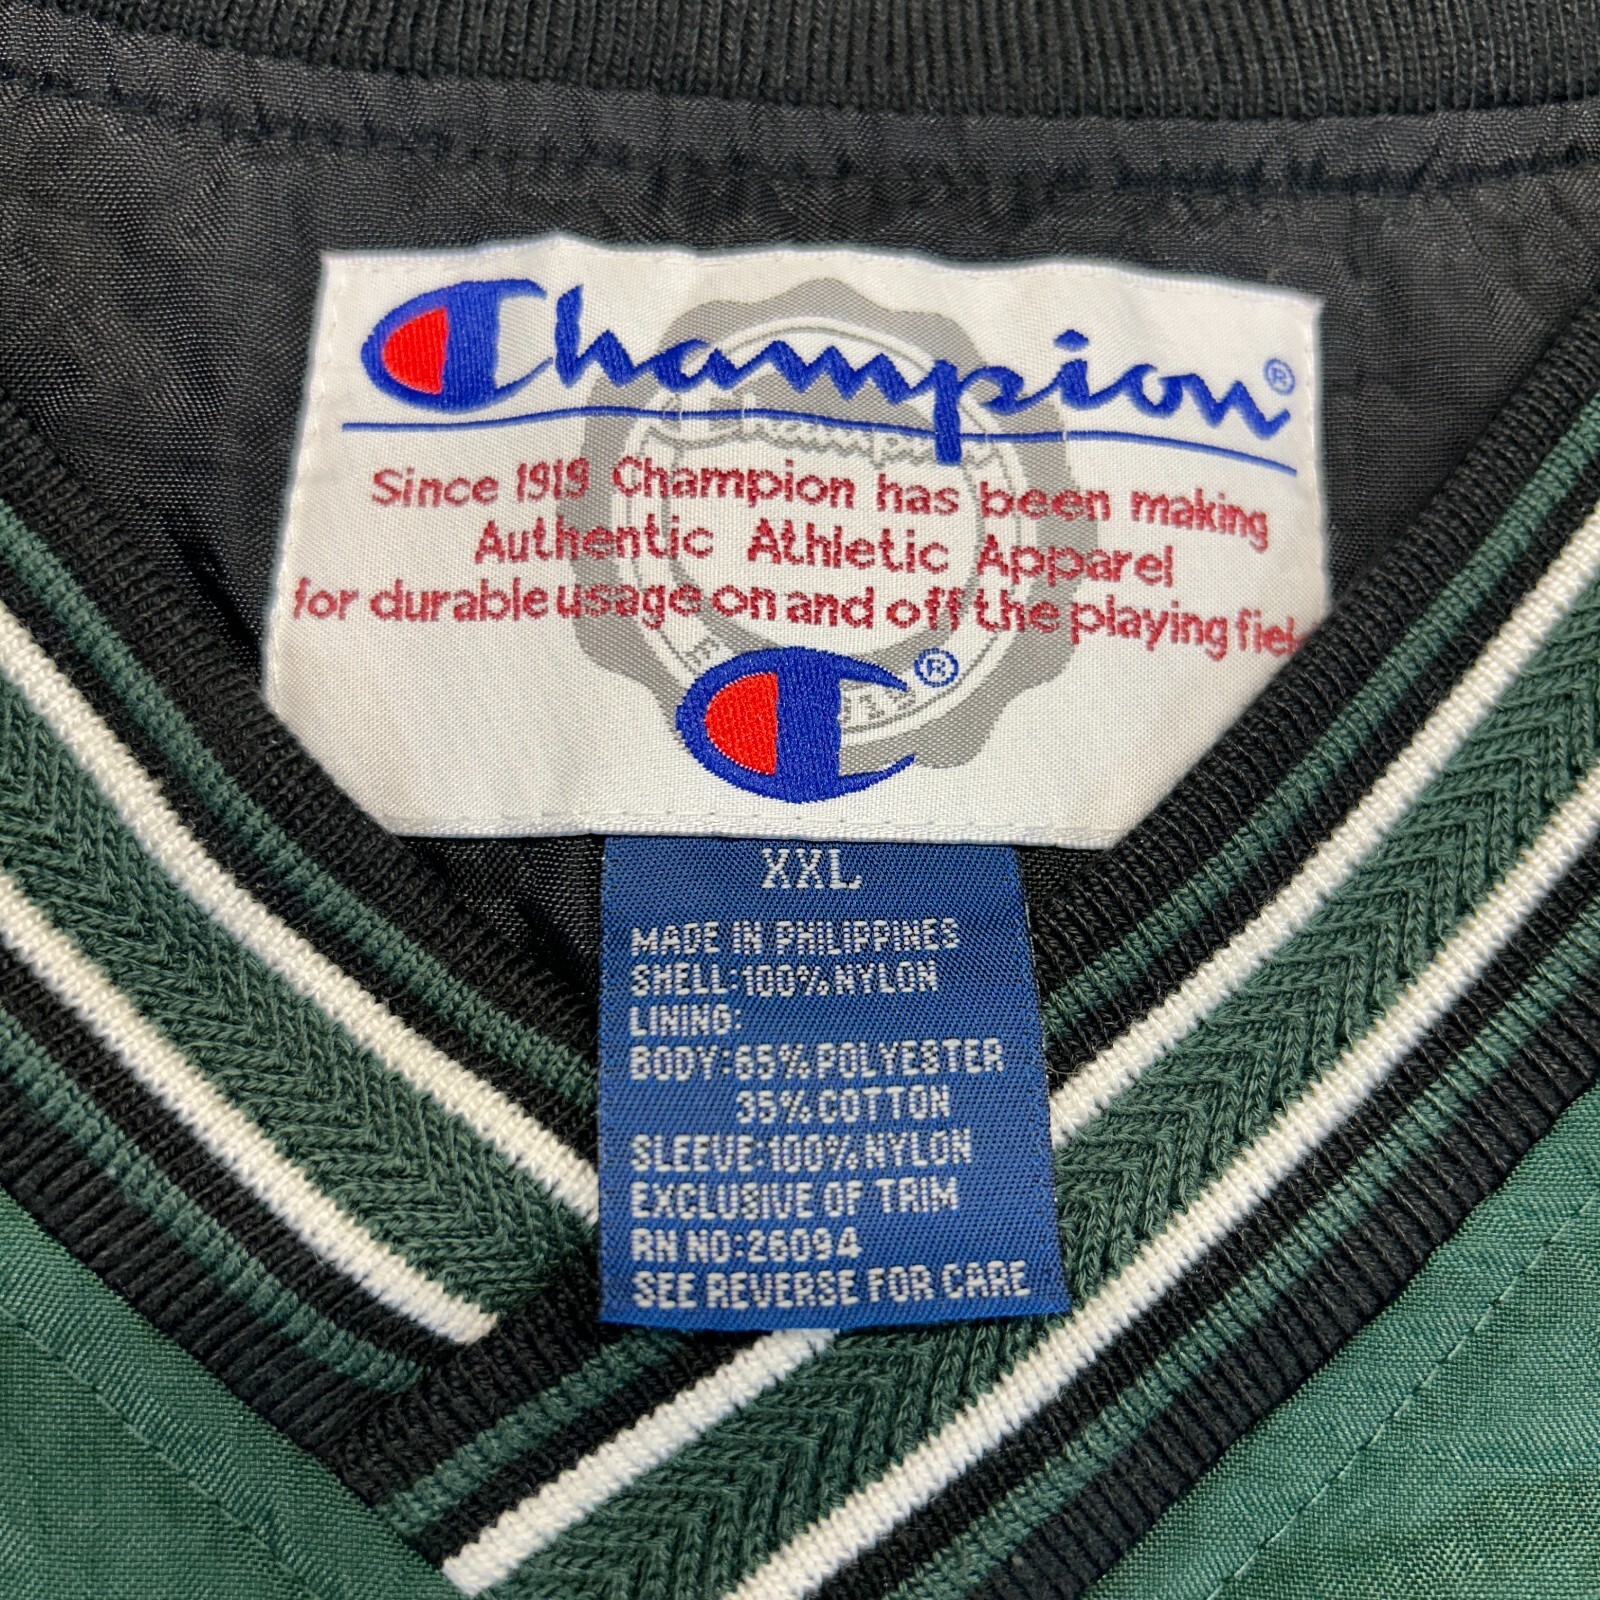 Champion®
Since 1919 Champion has been making
Authentic Athletic Apparel
for durable usage on and off the playing
Champion
1919
®
XXL
MADE IN PHILIPPINES
SHELL:100%NYLON
LINING:
BODY:65%POLYESTER
35%COTTON
SLEEVE:100%NYLON
EXCLUSIVE OF TRIM
RN NO:26094
SEE REVERSE FOR CARE